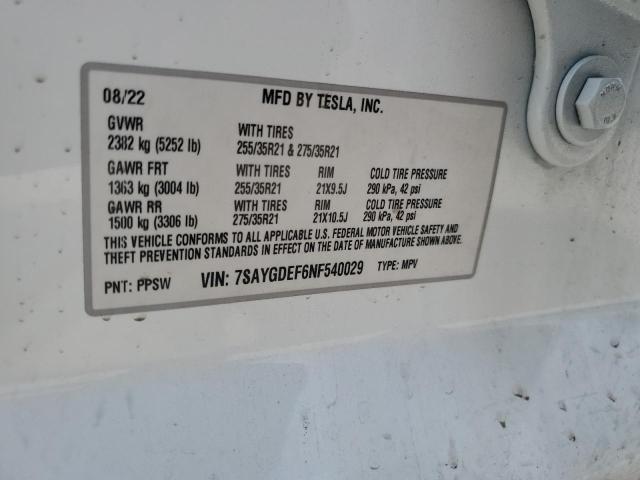 08/22 MFD BY TESLA, INC.
GVWR WITH TIRES
2382 kg (5252 lb) 255/35R21 & 275/35R21
GAWR FRT WITH TIRES RIM COLD TIRE PRESSURE
1363 kg (3004 lb) 255/35R21 21X9.5J 290 kPa, 42 psi
GAWR RR WITH TIRES RIM COLD TIRE PRESSURE
1500 kg (3306 lb) 275/35R21 21X10.5J 290 kPa, 42 psi
THIS VEHICLE CONFORMS TO ALL APPLICABLE U.S. FEDERAL MOTOR VEHICLE SAFETY AND
THEFT PREVENTION STANDARDS IN EFFECT ON THE DATE OF MANUFACTURE SHOWN ABOVE.
PNT: PPSW VIN: 7SAYGDEF6NF540029 TYPE: MPV